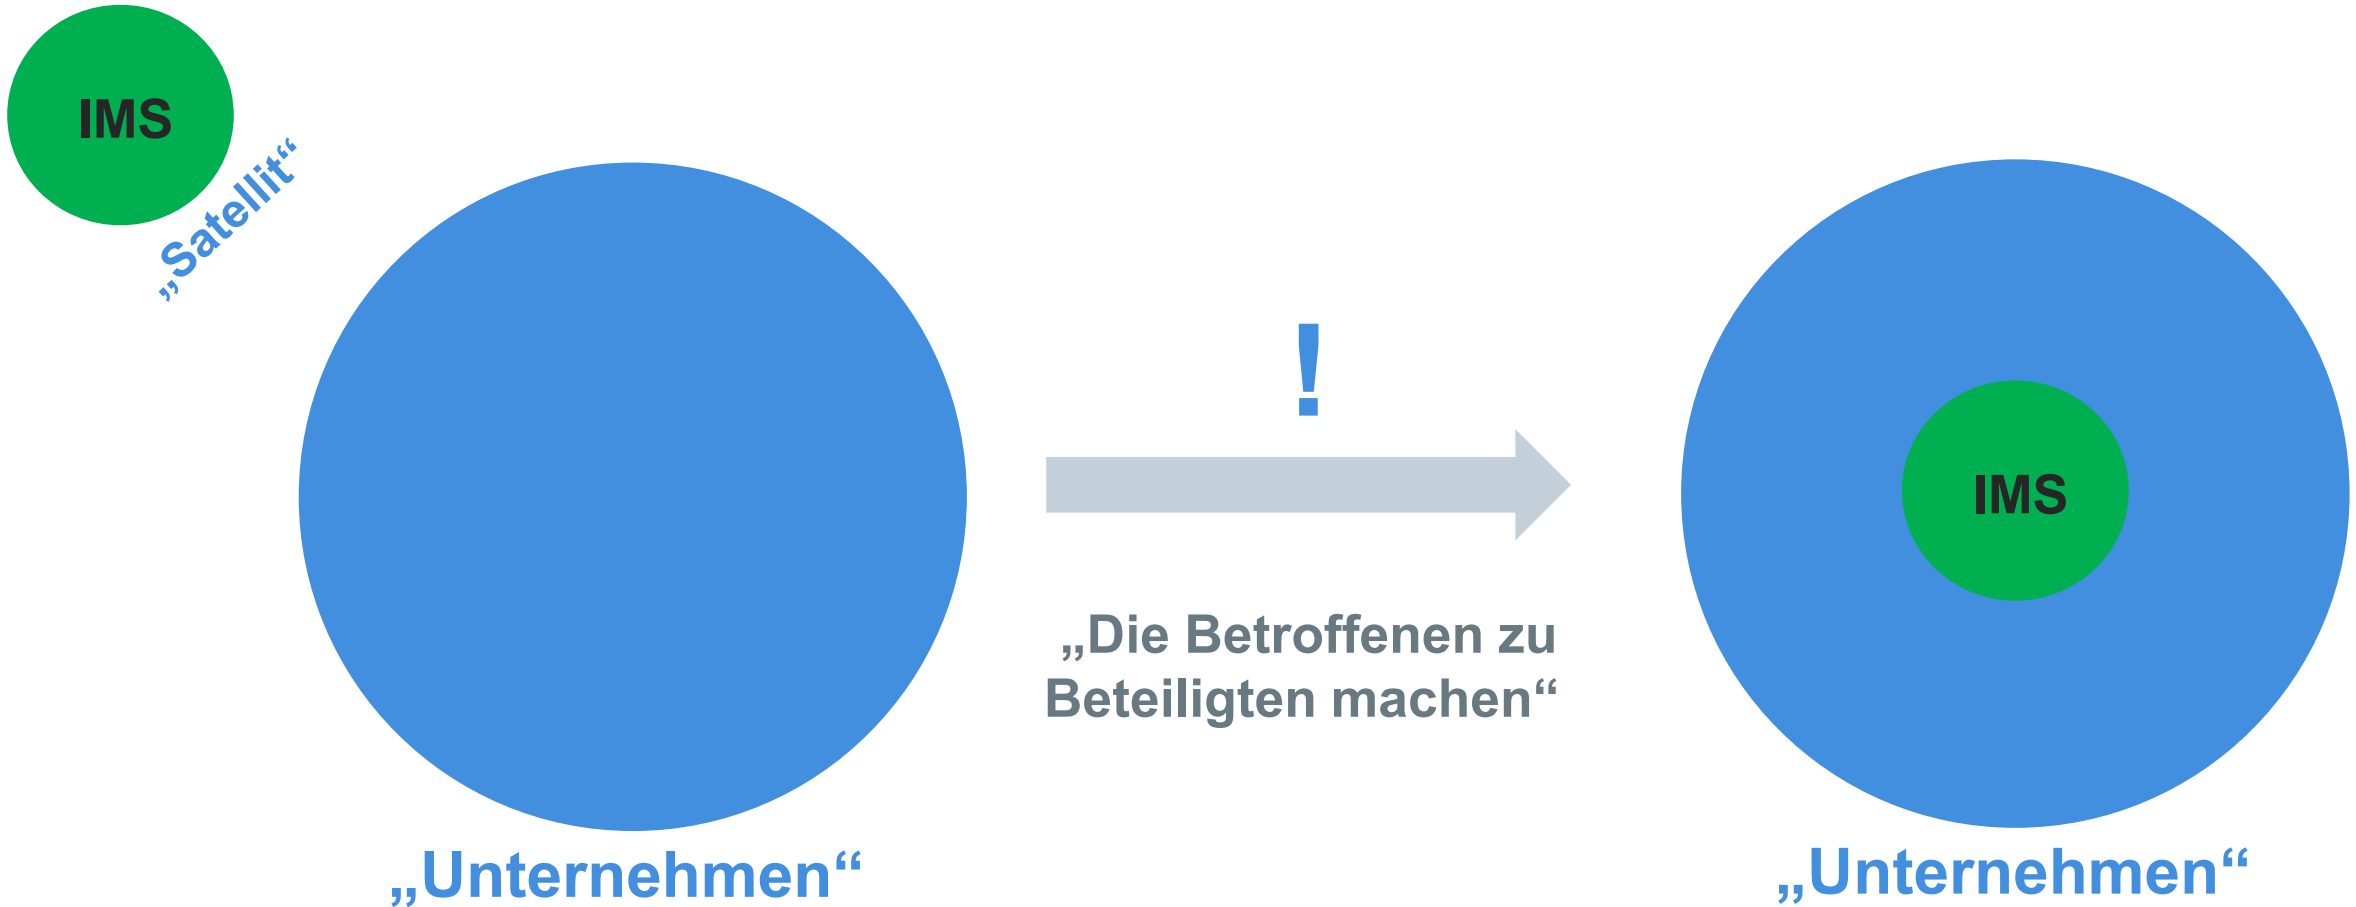 IMS
„Satellit“
!
„Die Betroffenen zu
Beteiligten machen“
IMS
„Unternehmen“
„Unternehmen“